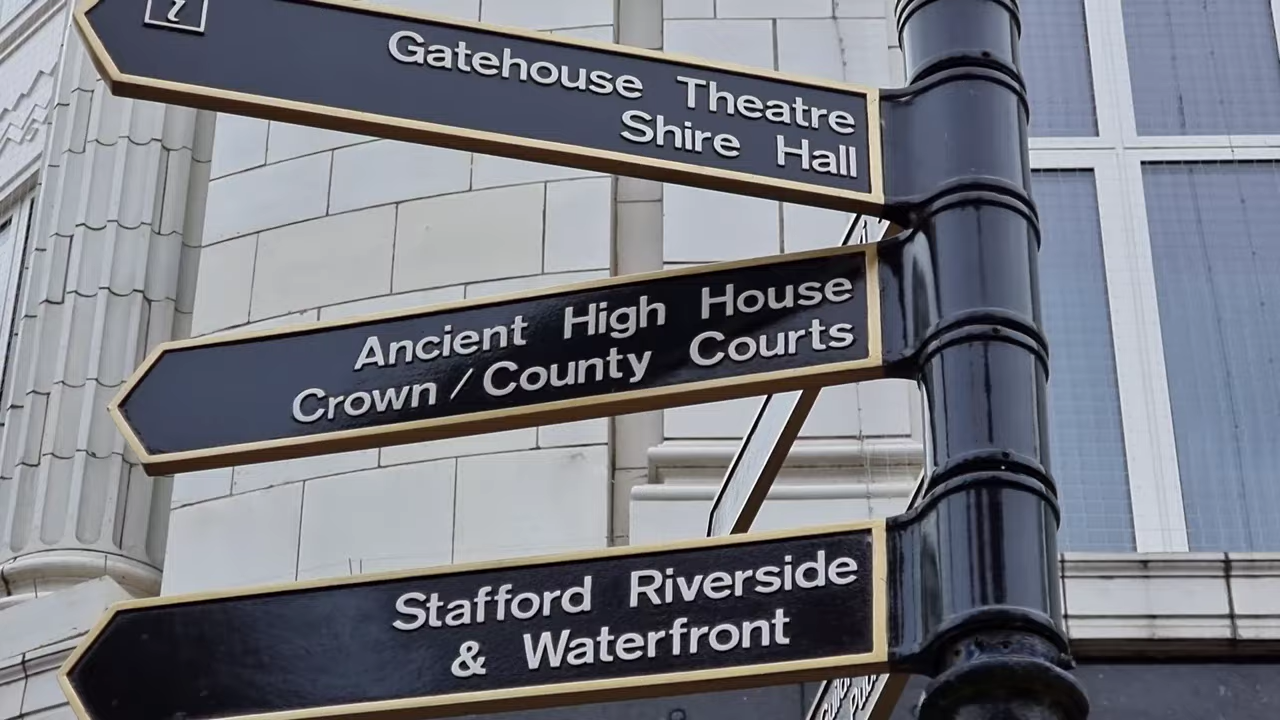 i
Gatehouse Theatre
Shire Hall
Ancient High House
Crown / County Courts
Stafford Riverside
& Waterfront